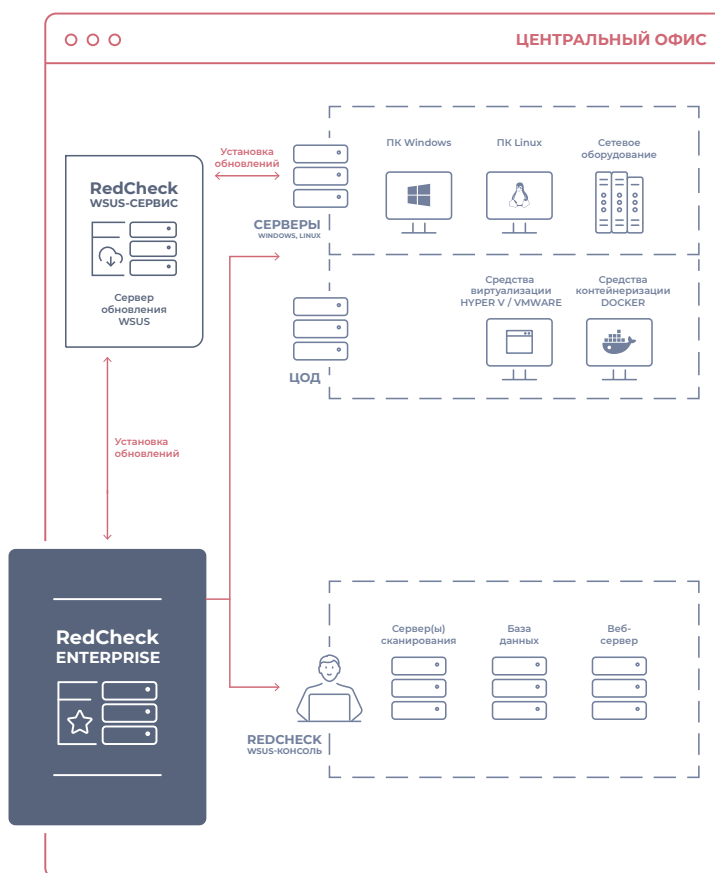 ЦЕНТРАЛЬНЫЙ ОФИС
Установка
обновлений
ПК Windows
ПК Linux
Сетевое
оборудование
RedCheck
WSUS-СЕРВИС
Сервер
обновления
WSUS
СЕРВЕРЫ
WINDOWS, LINUX
Средства
виртуализации
HYPER V / VMWARE
Средства
контейнеризации
DOCKER
ЦОД
Установка
обновлений
RedCheck
ENTERPRISE
Сервер(ы)
сканирования
База
данных
Веб-
сервер
REDCHECK
WSUS-КОНСОЛЬ